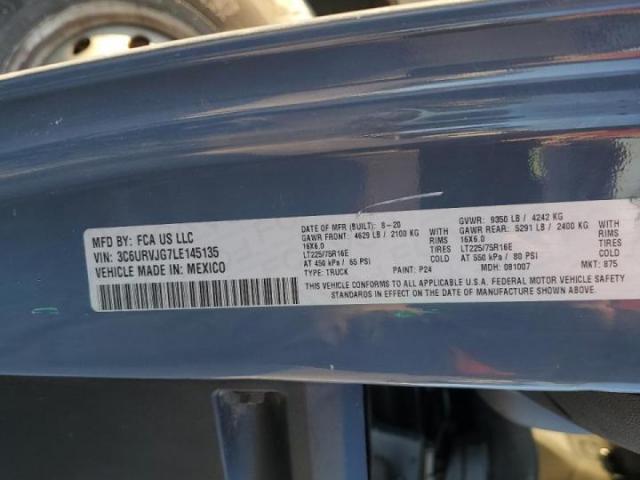 MFD BY: FCA US LLC
VIN: 3C6URVJG7LE145135
VEHICLE MADE IN: MEXICO
DATE OF MFR (BUILT): 8-20
GAWR FRONT: 4629 LB / 2100 KG
16X6.0 RIMS
LT225/75R16E TIRES
AT 450 kPa / 65 PSI COLD
TYPE: TRUCK PAINT: P24
GVWR: 9350 LB / 4242 KG
GAWR REAR: 5291 LB / 2400 KG
16X6.0 RIMS
LT225/75R16E TIRES
AT 550 kPa / 80 PSI COLD
MDH: 081007 MKT: 875
THIS VEHICLE CONFORMS TO ALL APPLICABLE U.S.A. FEDERAL MOTOR VEHICLE SAFETY
STANDARDS IN EFFECT ON THE DATE OF MANUFACTURE SHOWN ABOVE.